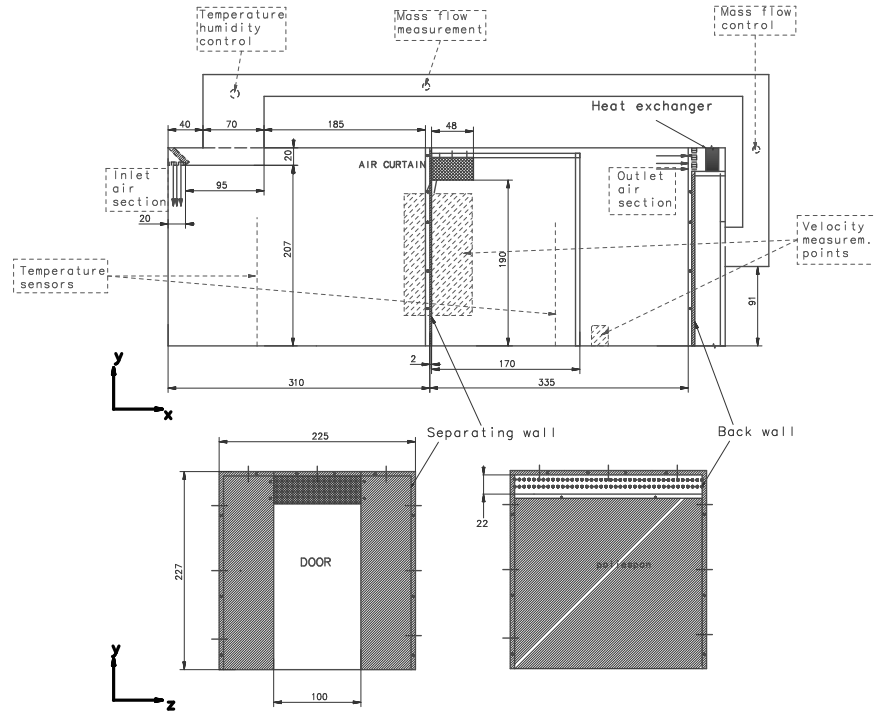 Temperature
humidity
control
Mass flow
measurement
Mass flow
control
Heat exchanger
40
70
185
48
20
AIR CURTAIN
Inlet
air
section
95
20
Outlet
air
section
207
190
Velocity
measurem.
points
Temperature
sensors
91
2
170
310
335
y
x
Separating wall
Back wall
225
22
227
DOOR
poliespan
100
y
z